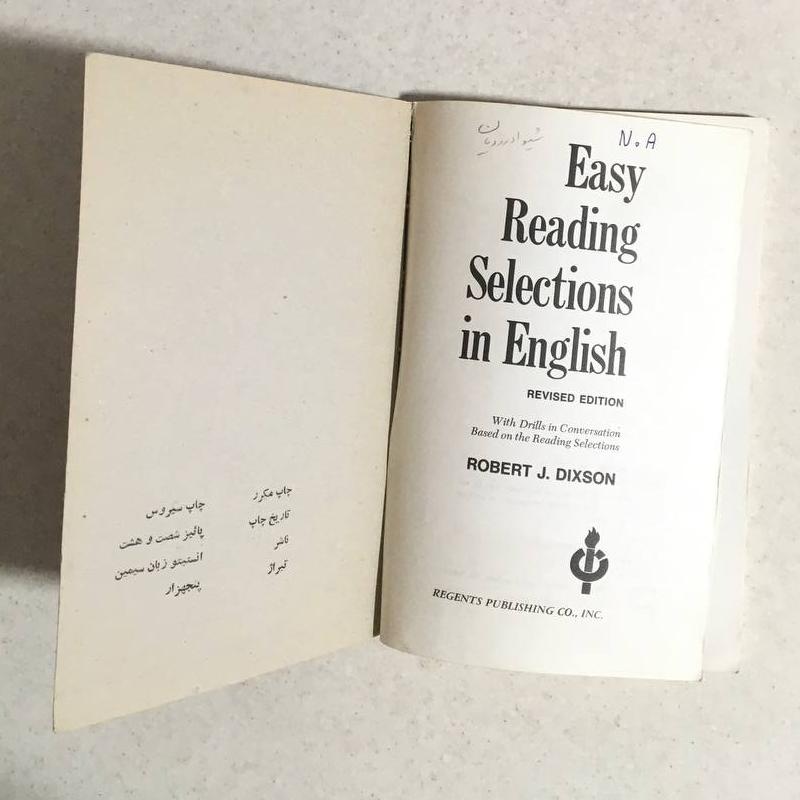 چاپ مکرر چاپ سیروس
تاریخ چاپ پائیز شصت و هشت
ناشر انستیتو زبان سیمین
تیراژ پنجهزار
N.A
Easy
Reading
Selections
in English
REVISED EDITION
With Drills in Conversation
Based on the Reading Selections
ROBERT J. DIXSON
REGENTS PUBLISHING CO., INC.